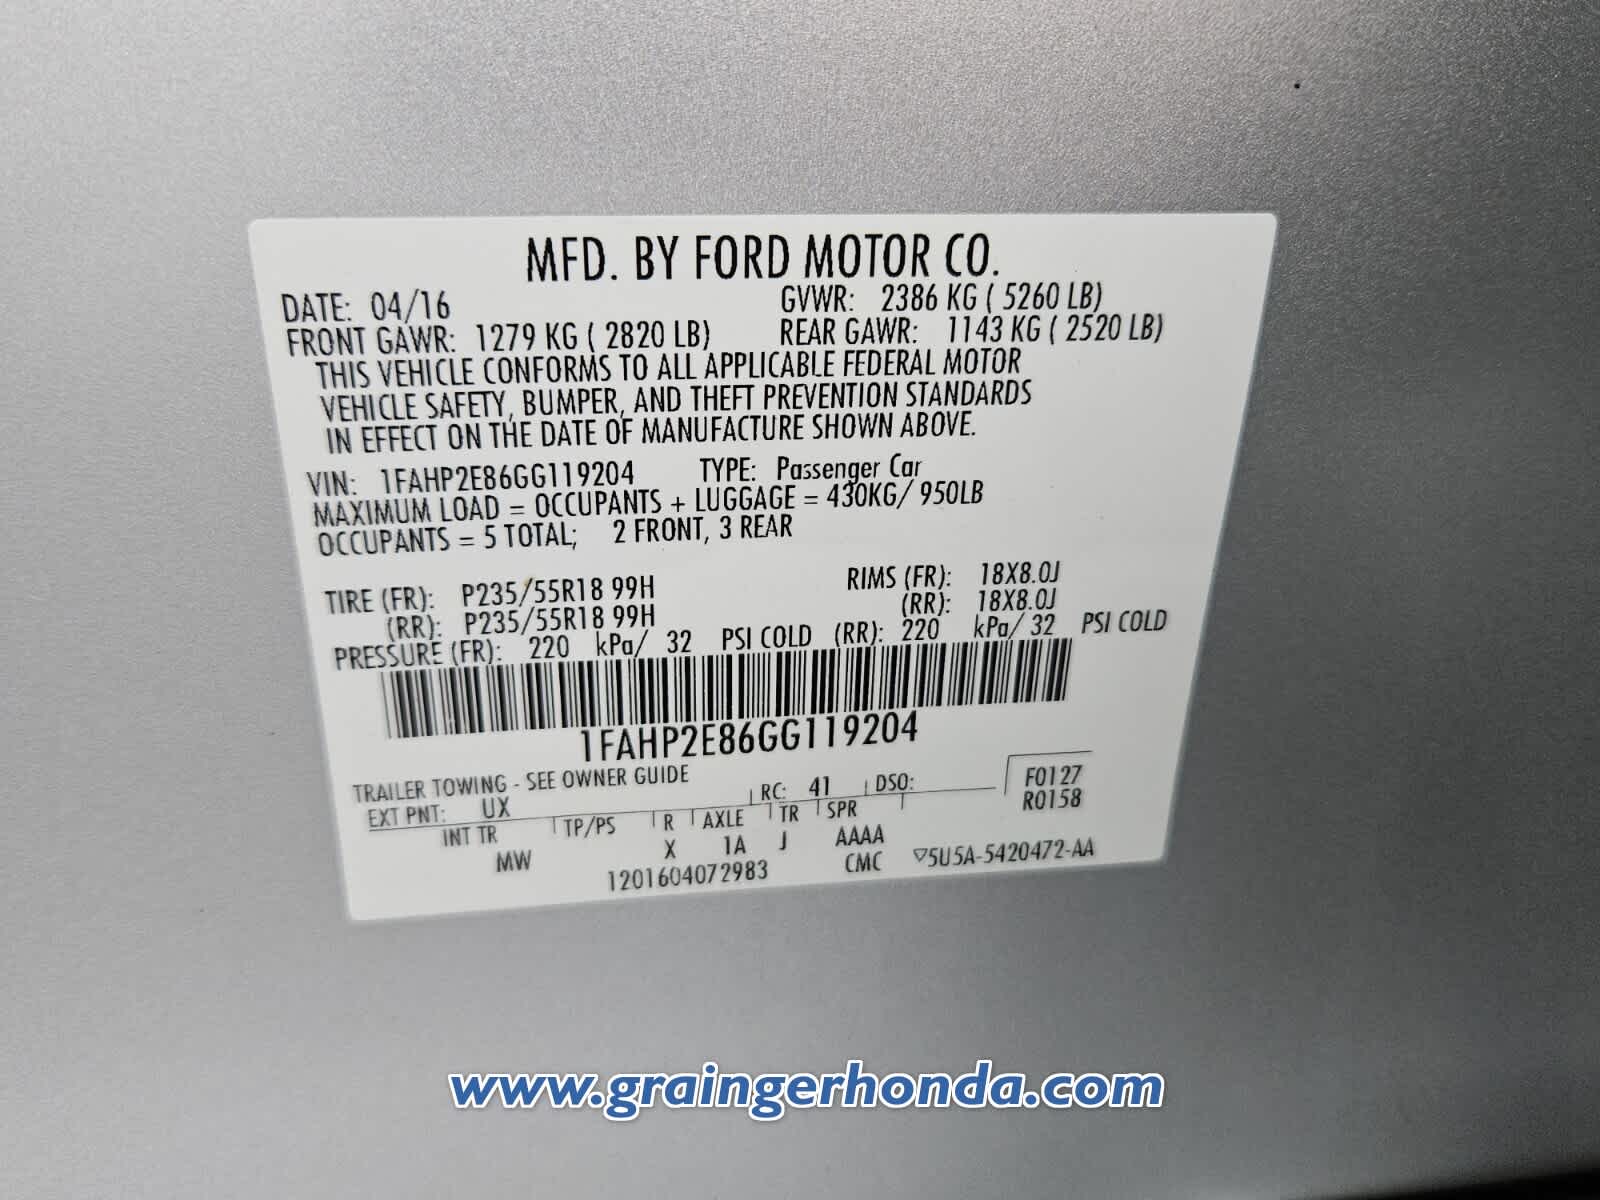 MFD. BY FORD MOTOR CO.
DATE: 04/16 GVWR: 2386 KG ( 5260 LB)
FRONT GAWR: 1279 KG ( 2820 LB) REAR GAWR: 1143 KG ( 2520 LB)
THIS VEHICLE CONFORMS TO ALL APPLICABLE FEDERAL MOTOR
VEHICLE SAFETY, BUMPER, AND THEFT PREVENTION STANDARDS
IN EFFECT ON THE DATE OF MANUFACTURE SHOWN ABOVE.
VIN: 1FAHP2E86GG119204 TYPE: Passenger Car
MAXIMUM LOAD = OCCUPANTS + LUGGAGE = 430KG/ 950LB
OCCUPANTS = 5 TOTAL; 2 FRONT, 3 REAR
TIRE (FR): P235/55R18 99H RIMS (FR): 18X8.0J
(RR): P235/55R18 99H (RR): 18X8.0J
PRESSURE (FR): 220 kPa/ 32 PSI COLD (RR): 220 kPa/ 32 PSI COLD
1FAHP2E86GG119204
TRAILER TOWING - SEE OWNER GUIDE
EXT PNT: UX RC: 41 DSO: F0127
R0158
INT TR TP/PS R AXLE TR SPR
MW X 1A J AAAA
1201604072983 CMC ▽5U5A-5420472-AA
www.graingerhonda.com